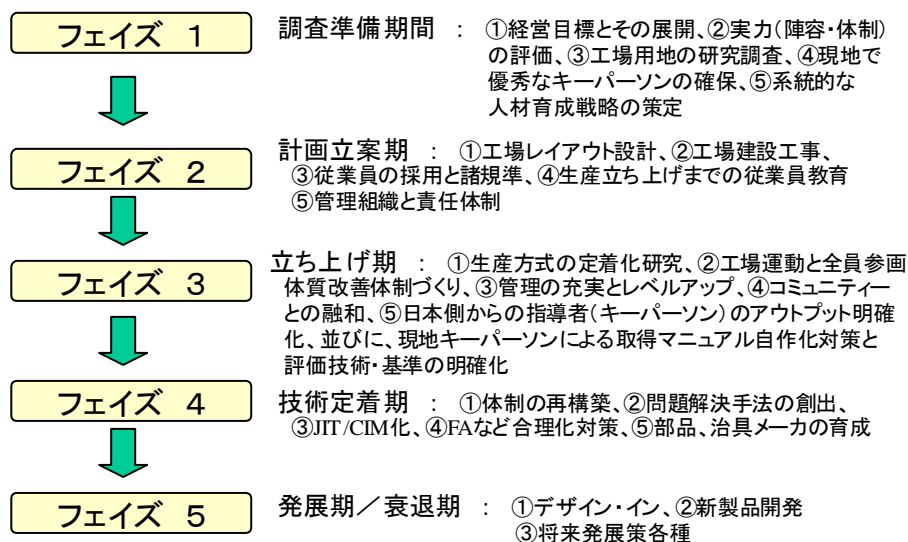 フェイズ　１
調査準備期間　：　①経営目標とその展開、②実力（陣容・体制）
の評価、③工場用地の研究調査、④現地で
優秀なキーパーソンの確保、⑤系統的な
人材育成戦略の策定
フェイズ　２
計画立案期　：　①工場レイアウト設計、②工場建設工事、
③従業員の採用と諸規準、④生産立ち上げまでの従業員教育
⑤管理組織と責任体制
フェイズ　３
立ち上げ期　：　①生産方式の定着化研究、②工場運動と全員参画
体質改善体制づくり、③管理の充実とレベルアップ、④コミュニティー
との融和、⑤日本側からの指導者（キーパーソン）のアウトプット明確
化、並びに、現地キーパーソンによる取得マニュアル自作化対策と
評価技術・基準の明確化
フェイズ　４
技術定着期　：　①体制の再構築、②問題解決手法の創出、
③JIT/CIM化、④FAなど合理化対策、⑤部品、治具メーカの育成
フェイズ　５
発展期／衰退期　：　①デザイン・イン、②新製品開発
③将来発展策各種